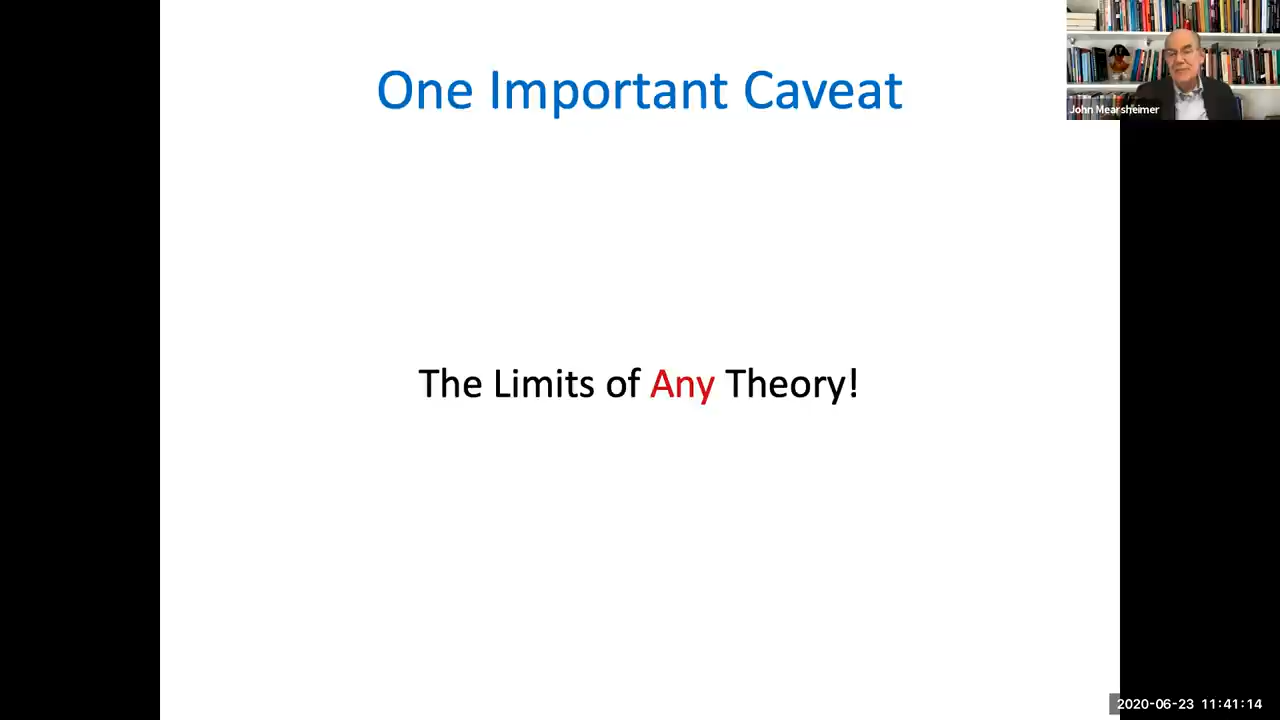 One Important Caveat
John Mearsheimer
The Limits of Any Theory!
2020-06-23 11:41:14